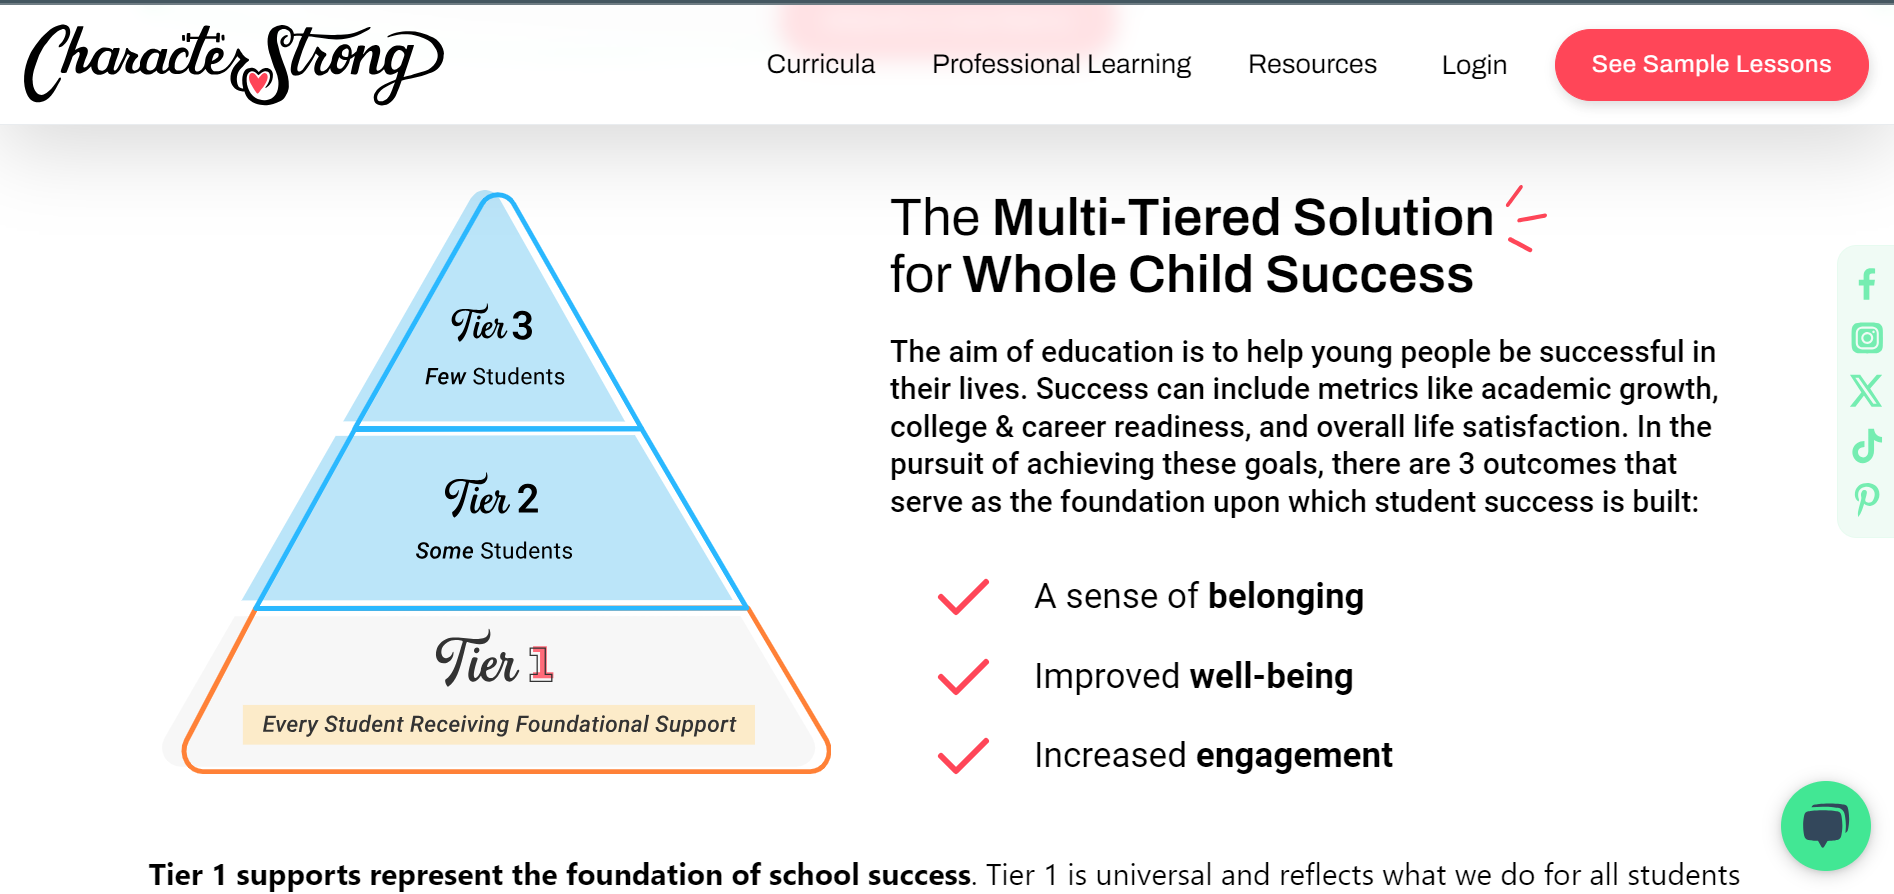 Character Strong
Curricula
Professional Learning
Resources
Login
See Sample Lessons
Tier 3
Few Students
Tier 2
Some Students
Tier 1
Every Student Receiving Foundational Support
The Multi-Tiered Solution
for Whole Child Success
The aim of education is to help young people be successful in
their lives. Success can include metrics like academic growth,
college & career readiness, and overall life satisfaction. In the
pursuit of achieving these goals, there are 3 outcomes that
serve as the foundation upon which student success is built:
A sense of belonging
Improved well-being
Increased engagement
Tier 1 supports represent the foundation of school success. Tier 1 is universal and reflects what we do for all students